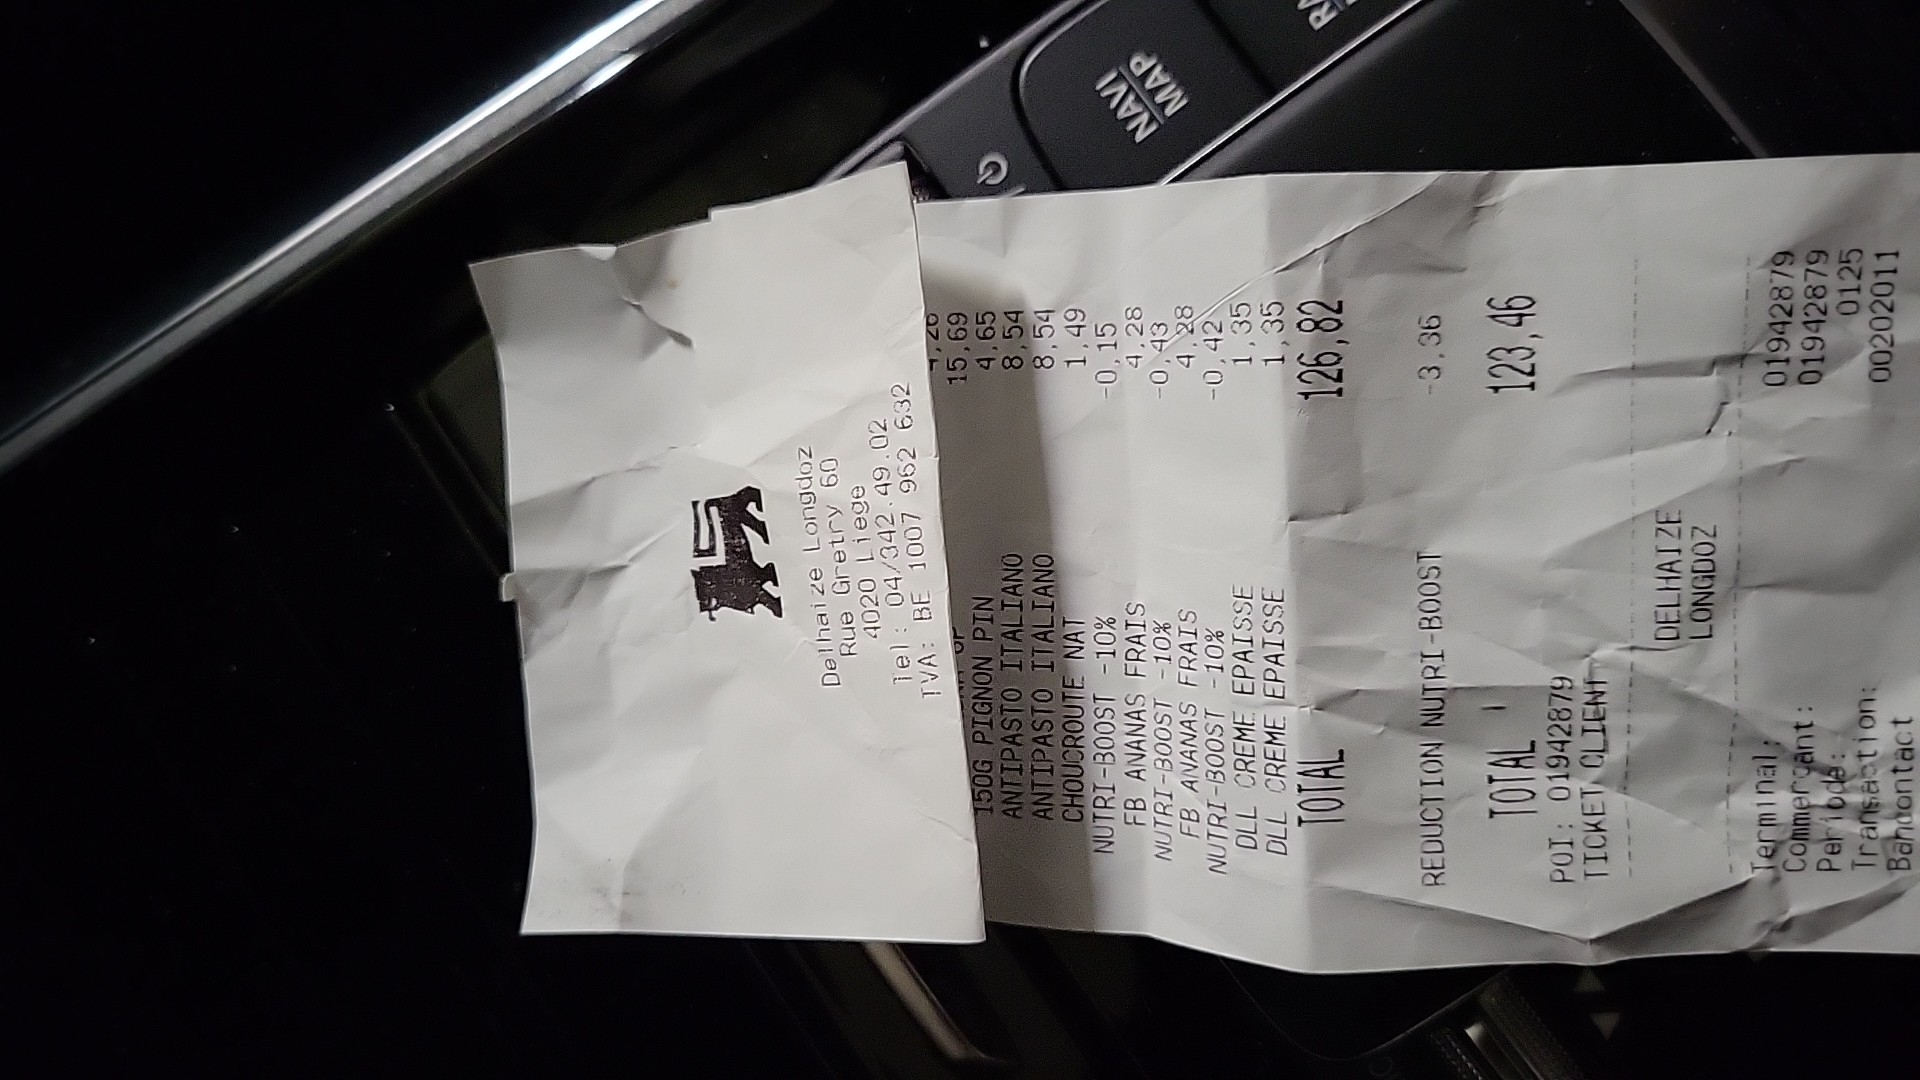 NAVI
MAP
Delhaize Longdoz
Rue Gretry 60
4020 Liege
Tel : 04/342.49.02
TVA: BE 1007 962 632
15,69
150G PIGNON PIN 4,65
ANTIPASTO ITALIANO 8,54
ANTIPASTO ITALIANO 8,54
CHOUCROUTE NAT 1,49
NUTRI-BOOST -10% -0,15
FB ANANAS FRAIS 4,28
NUTRI-BOOST -10% -0,43
FB ANANAS FRAIS 4,28
NUTRI-BOOST -10% -0,42
DLL CREME EPAISSE 1,35
DLL CREME EPAISSE 1,35
TOTAL 126,82
REDUCTION NUTRI-BOOST -3,36
TOTAL 123,46
POI: 01942879
TICKET CLIENT
DELHAIZE
LONGDOZ
Terminal: 01942879
Commerçant: 01942879
Periode: 0125
Transaction: 00202011
Bancontact